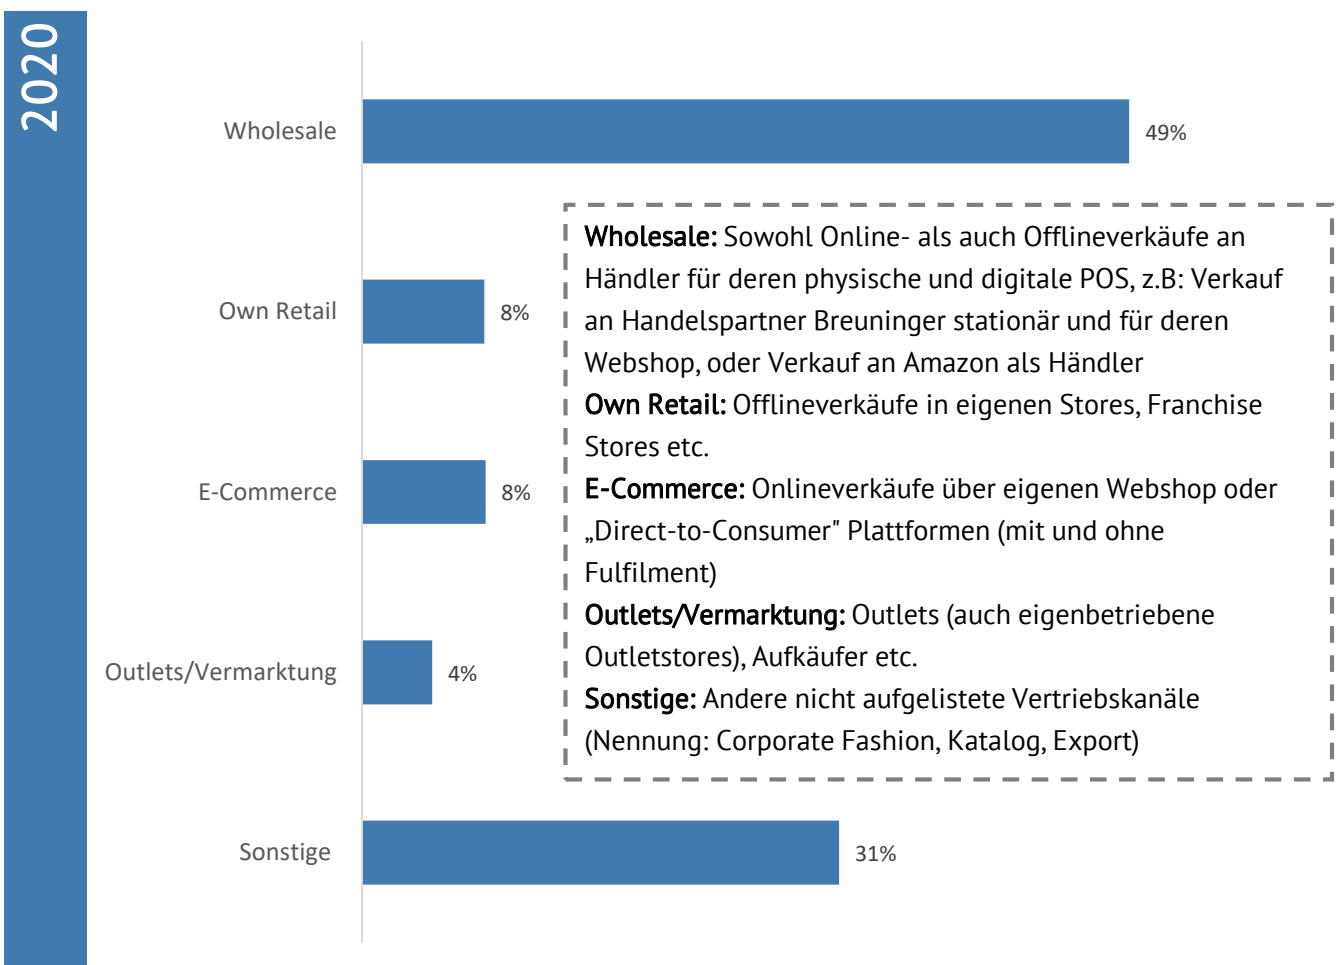 2020
Wholesale
49%
Own Retail
8%
E-Commerce
8%
Outlets/Vermarktung
4%
Sonstige
31%
Wholesale: Sowohl Online- als auch Offlineverkäufe an
Händler für deren physische und digitale POS, z.B: Verkauf
an Handelspartner Breuninger stationär und für deren
Webshop, oder Verkauf an Amazon als Händler
Own Retail: Offlineverkäufe in eigenen Stores, Franchise
Stores etc.
E-Commerce: Onlineverkäufe über eigenen Webshop oder
„Direct-to-Consumer" Plattformen (mit und ohne
Fulfilment)
Outlets/Vermarktung: Outlets (auch eigenbetriebene
Outletstores), Aufkäufer etc.
Sonstige: Andere nicht aufgelistete Vertriebskanäle
(Nennung: Corporate Fashion, Katalog, Export)